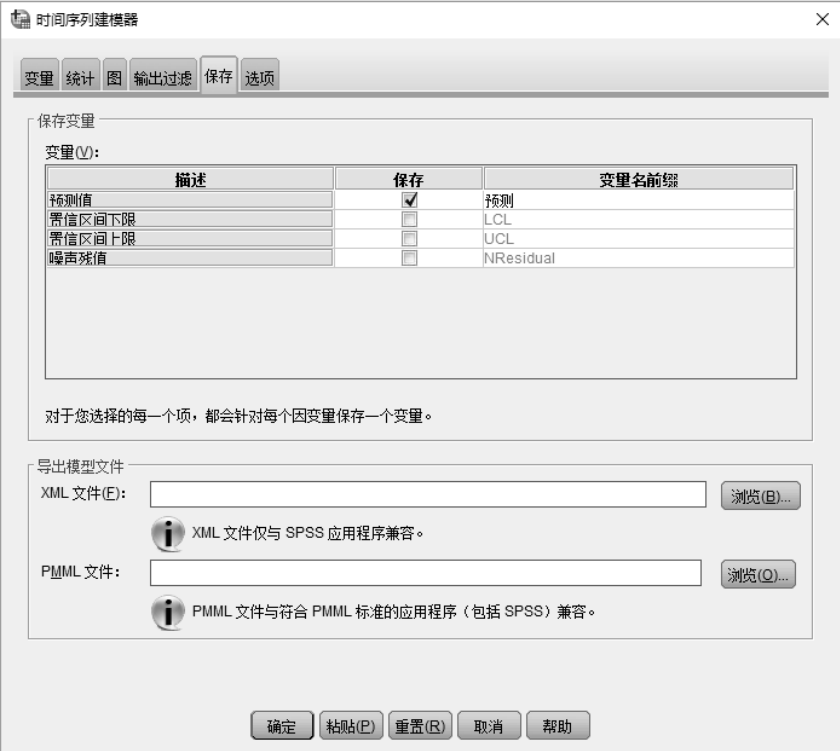 时间序列建模器
变量 统计 图 输出过滤 保存 选项
保存变量
变量(V):
描述 保存 变量名前缀
预测值 预测
置信区间下限 LCL
置信区间上限 UCL
噪声残值 NResidual
对于您选择的每一个项，都会针对每个因变量保存一个变量。
导出模型文件
XML 文件(F): 浏览(B)...
XML 文件仅与 SPSS 应用程序兼容。
PMML 文件: 浏览(O)...
PMML 文件与符合 PMML 标准的应用程序（包括 SPSS）兼容。
确定 粘贴(P) 重置(R) 取消 帮助